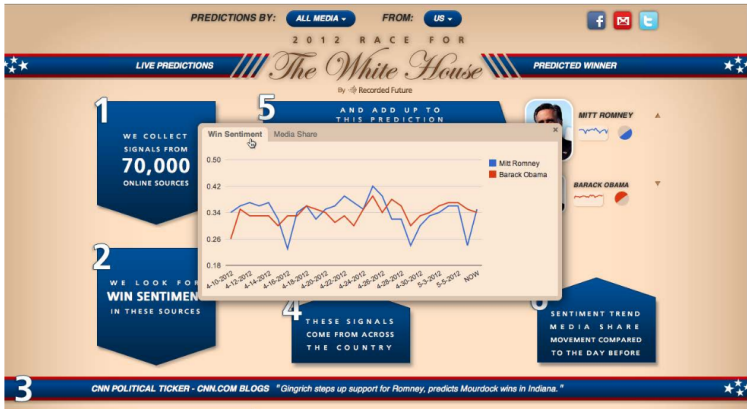 PREDICTIONS BY: ALL MEDIA FROM: US
2012 RACE FOR
The White House
By Recorded Future
LIVE PREDICTIONS
PREDICTED WINNER
1
WE COLLECT
SIGNALS FROM
70,000
ONLINE SOURCES
5
AND ADD UP TO
THIS PREDICTION
MITT ROMNEY
BARACK OBAMA
Win Sentiment Media Share ×
0.50
0.42
0.34
0.26
0.18
4-10-2012 4-12-2012 4-14-2012 4-16-2012 4-18-2012 4-20-2012 4-22-2012 4-24-2012 4-26-2012 4-28-2012 4-30-2012 5-3-2012 5-5-2012 NOW
Mitt Romney
Barack Obama
2
WE LOOK FOR
WIN SENTIMEN
IN THESE SOURCES
4
THESE SIGNALS
COME FROM ACROSS
THE COUNTRY
SENTIMENT TREND
MEDIA SHARE
MOVEMENT COMPARED
TO THE DAY BEFORE
3
CNN POLITICAL TICKER - CNN.COM BLOGS "Gingrich steps up support for Romney, predicts Mourdock wins in Indiana."